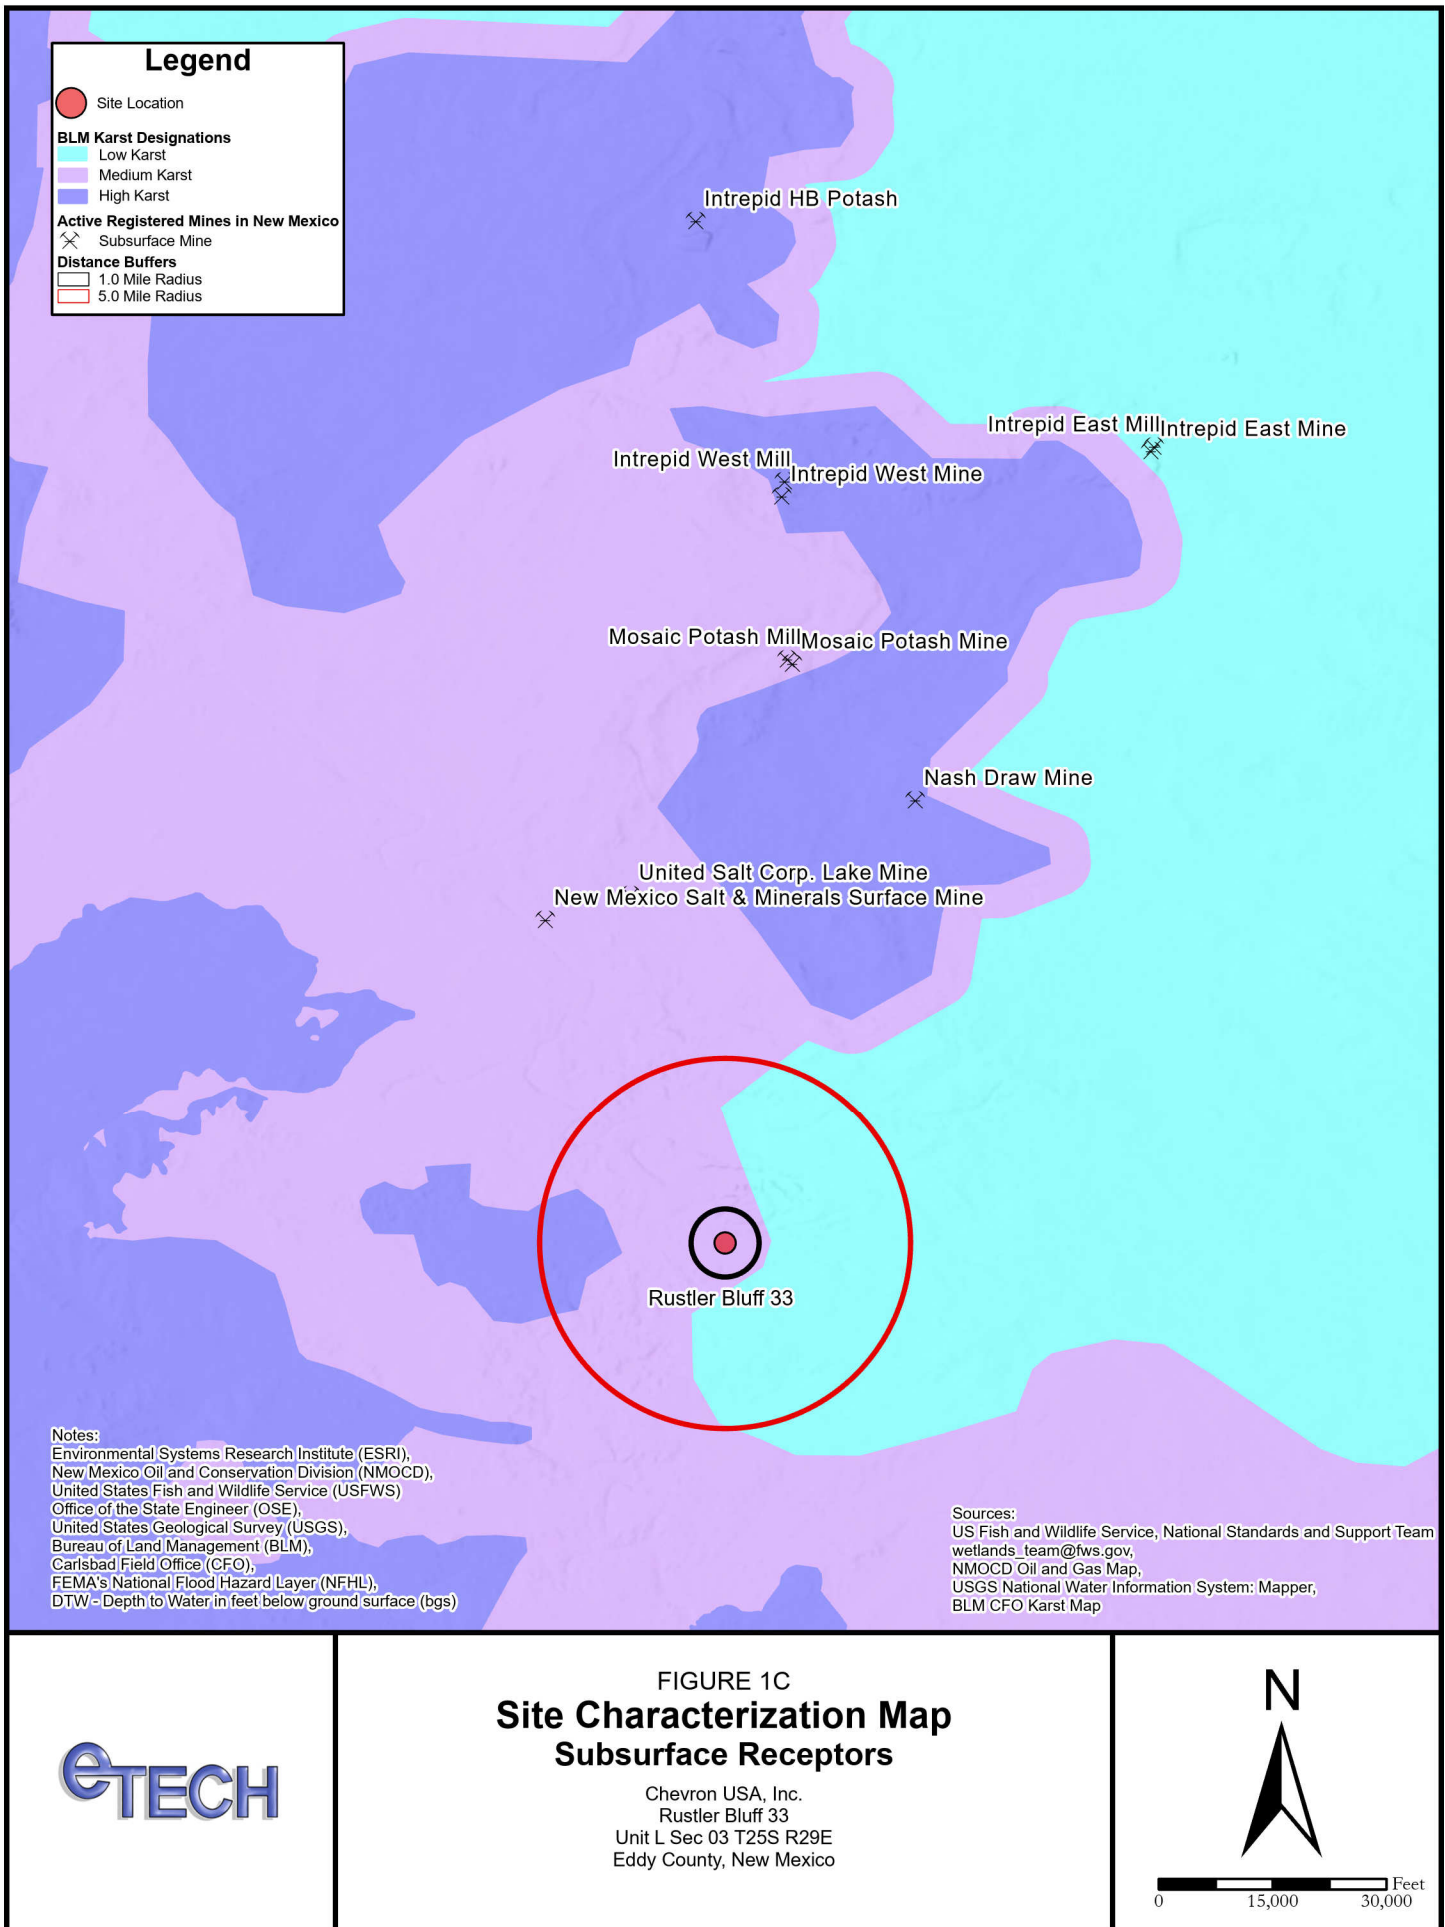 Legend
Site Location
BLM Karst Designations
Low Karst
Medium Karst
High Karst
Active Registered Mines in New Mexico
Subsurface Mine
Distance Buffers
1.0 Mile Radius
5.0 Mile Radius
Intrepid HB Potash
Intrepid East Mill
Intrepid East Mine
Intrepid West Mill
Intrepid West Mine
Mosaic Potash Mill
Mosaic Potash Mine
Nash Draw Mine
United Salt Corp. Lake Mine
New Mexico Salt & Minerals Surface Mine
Rustler Bluff 33
Notes:
Environmental Systems Research Institute (ESRI),
New Mexico Oil and Conservation Division (NMOCD),
United States Fish and Wildlife Service (USFWS)
Office of the State Engineer (OSE),
United States Geological Survey (USGS),
Bureau of Land Management (BLM),
Carlsbad Field Office (CFO),
FEMA's National Flood Hazard Layer (NFHL),
DTW - Depth to Water in feet below ground surface (bgs)
Sources:
US Fish and Wildlife Service, National Standards and Support Team
wetlands_team@fws.gov,
NMOCD Oil and Gas Map,
USGS National Water Information System: Mapper,
BLM CFO Karst Map
eTECH
FIGURE 1C
Site Characterization Map
Subsurface Receptors
Chevron USA, Inc.
Rustler Bluff 33
Unit L Sec 03 T25S R29E
Eddy County, New Mexico
N
Feet
0 15,000 30,000